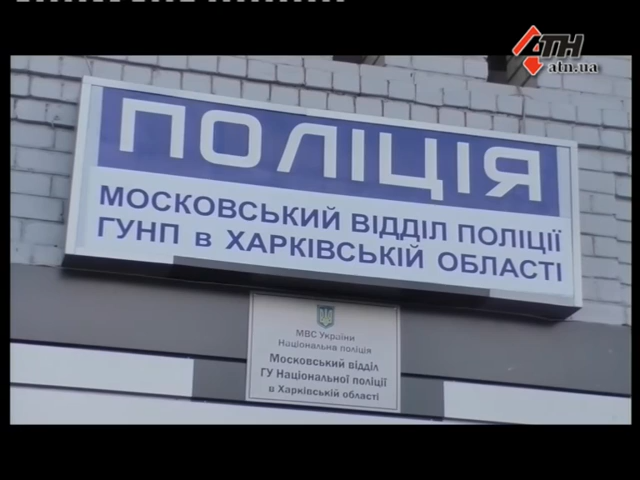 АТН
atn.ua
ПОЛІЦІЯ
МОСКОВСЬКИЙ ВІДДІЛ ПОЛІЦІЇ
ГУНП в ХАРКІВСЬКІЙ ОБЛАСТІ
МВС України
Національна поліція
Московський відділ
ГУ Національної поліції
в Харківській області